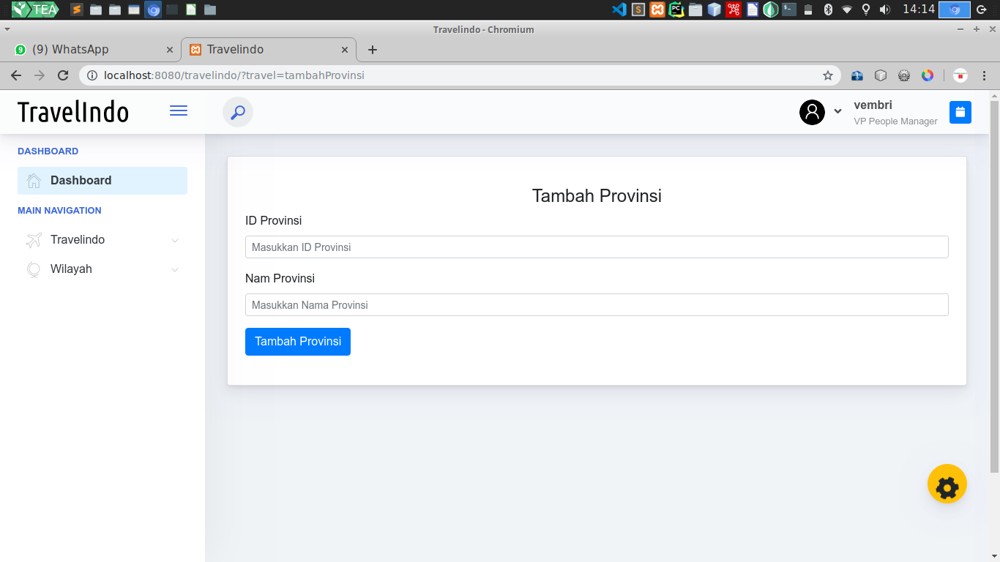 TEA
14:14
Travelindo - Chromium
(9) WhatsApp
Travelindo
localhost:8080/travelindo/?travel=tambahProvinsi
TravelIndo
vembri
VP People Manager
DASHBOARD
Dashboard
MAIN NAVIGATION
Travelindo
Wilayah
Tambah Provinsi
ID Provinsi
Masukkan ID Provinsi
Nam Provinsi
Masukkan Nama Provinsi
Tambah Provinsi